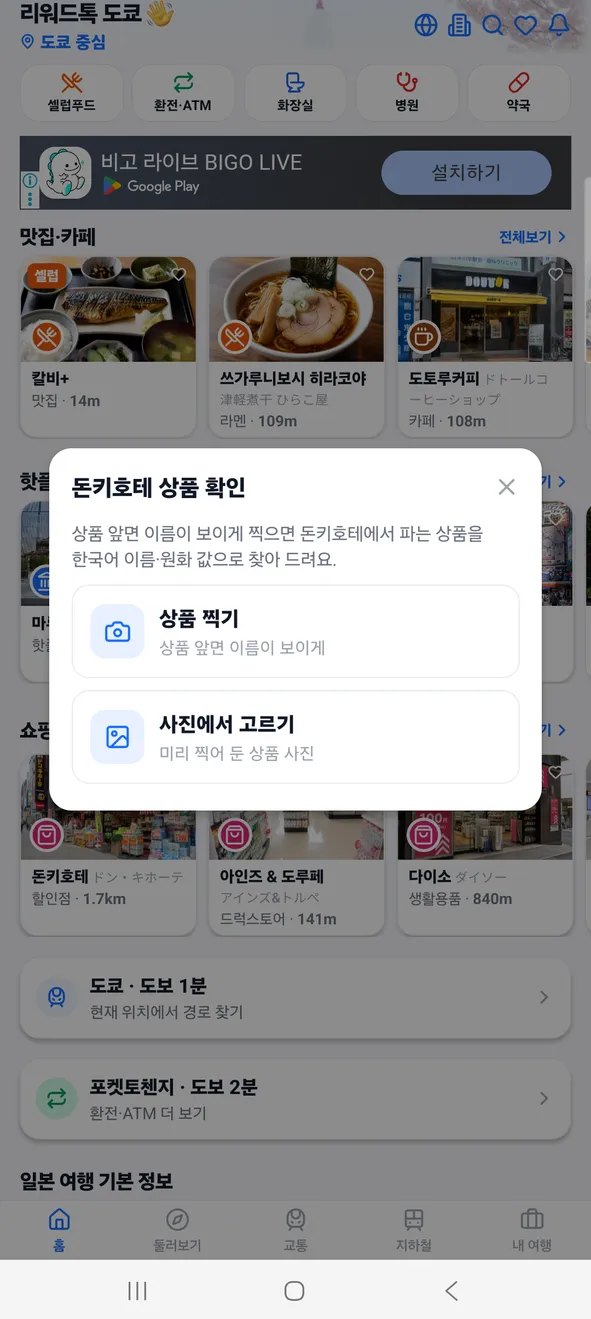 리워드톡 도쿄 👋
도쿄 중심
셀럽푸드
환전·ATM
화장실
병원
약국
비고 라이브 BIGO LIVE
Google Play
설치하기
맛집·카페
전체보기
셀럽
칼비+
맛집 · 14m
쓰가루니보시 히라코야
津軽煮干 ひらこ屋
라멘 · 109m
DOUTOR
도토루커피 ドトールコ
ーヒーショップ
카페 · 108m
돈키호테 상품 확인
상품 앞면 이름이 보이게 찍으면 돈키호테에서 파는 상품을
한국어 이름·원화 값으로 찾아 드려요.
상품 찍기
상품 앞면 이름이 보이게
사진에서 고르기
미리 찍어 둔 상품 사진
돈키호테 ドン・キホーテ
할인점 · 1.7km
아인즈 & 도루페
アインズ&トルペ
드럭스토어 · 141m
다이소 ダイソー
생활용품 · 840m
도쿄 · 도보 1분
현재 위치에서 경로 찾기
포켓토첸지 · 도보 2분
환전·ATM 더 보기
일본 여행 기본 정보
홈
둘러보기
교통
지하철
내 여행